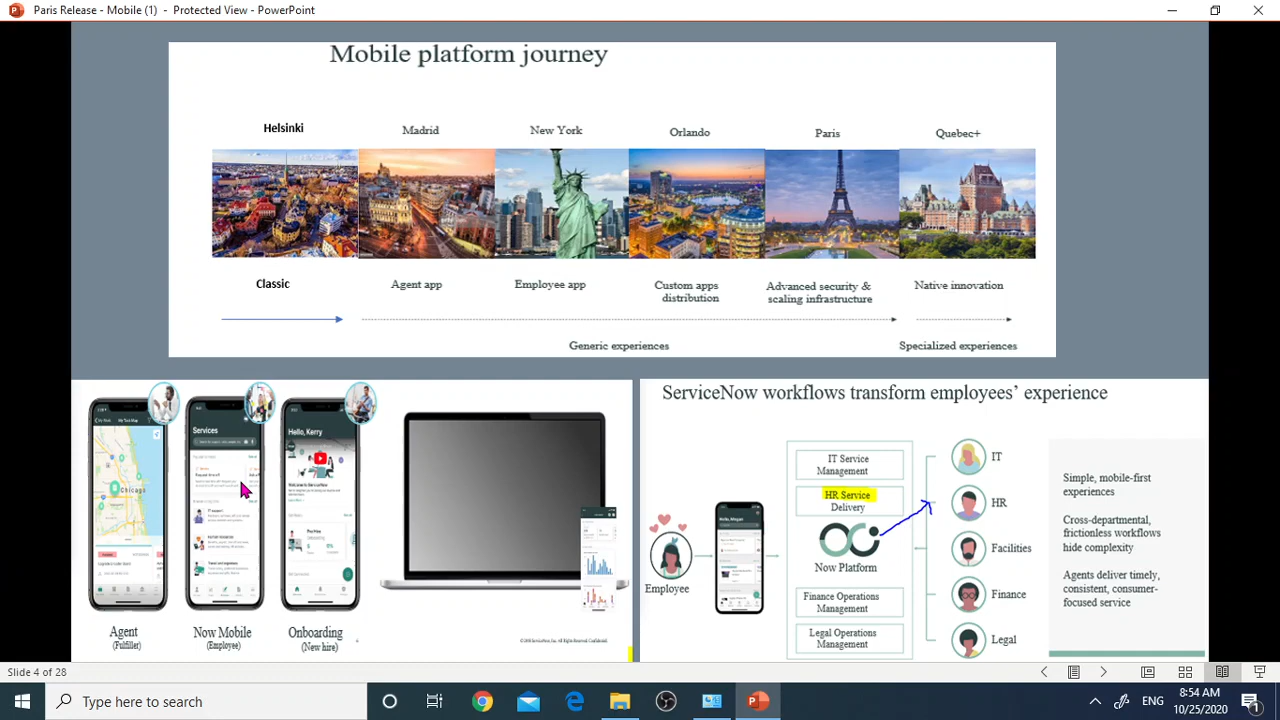 Paris Release - Mobile (1) - Protected View - PowerPoint
Mobile platform journey
Helsinki
Madrid
New York
Orlando
Paris
Quebec+
Classic
Agent app
Employee app
Custom apps
distribution
Advanced security &
scaling infrastructure
Native innovation
Generic experiences
Specialized experiences
Chicago
Agent
(Fulfiller)
Services
Now Mobile
(Employee)
Hello, Kerry
Onboarding
(New hire)
ServiceNow workflows transform employees' experience
Employee
IT Service
Management
HR Service
Delivery
Now Platform
Finance Operations
Management
Legal Operations
Management
IT
HR
Facilities
Finance
Legal
Simple, mobile-first
experiences
Cross-departmental,
frictionless workflows
hide complexity
Agents deliver timely,
consistent, consumer-
focused service
Slide 4 of 28
Type here to search
ENG
8:54 AM
10/25/2020